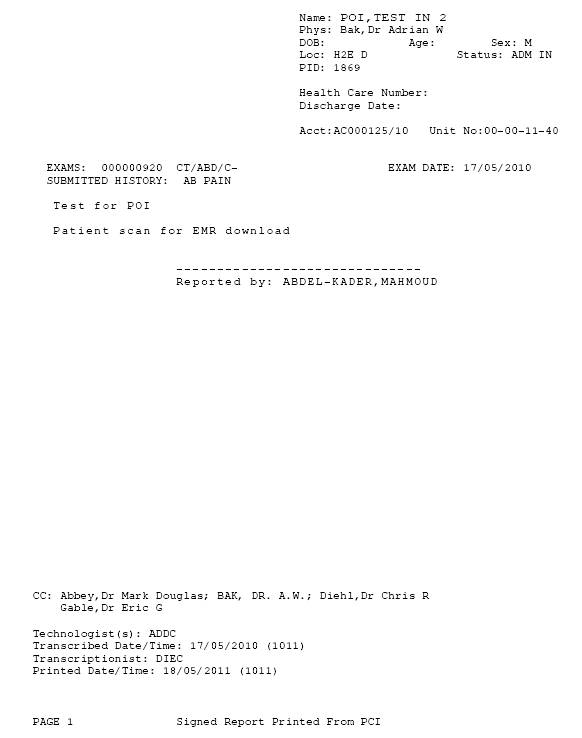 Name: POI,TEST IN 2
Phys: Bak,Dr Adrian W
DOB: Age: Sex: M
Loc: H2E D Status: ADM IN
PID: 1869
Health Care Number:
Discharge Date:
Acct:AC000125/10 Unit No:00-00-11-40
EXAMS: 000000920 CT/ABD/C- EXAM DATE: 17/05/2010
SUBMITTED HISTORY: AB PAIN
Test for POI
Patient scan for EMR download
------------------------------
Reported by: ABDEL-KADER,MAHMOUD
CC: Abbey,Dr Mark Douglas; BAK, DR. A.W.; Diehl,Dr Chris R
Gable,Dr Eric G
Technologist(s): ADDC
Transcribed Date/Time: 17/05/2010 (1011)
Transcriptionist: DIEC
Printed Date/Time: 18/05/2011 (1011)
PAGE 1 Signed Report Printed From PCI